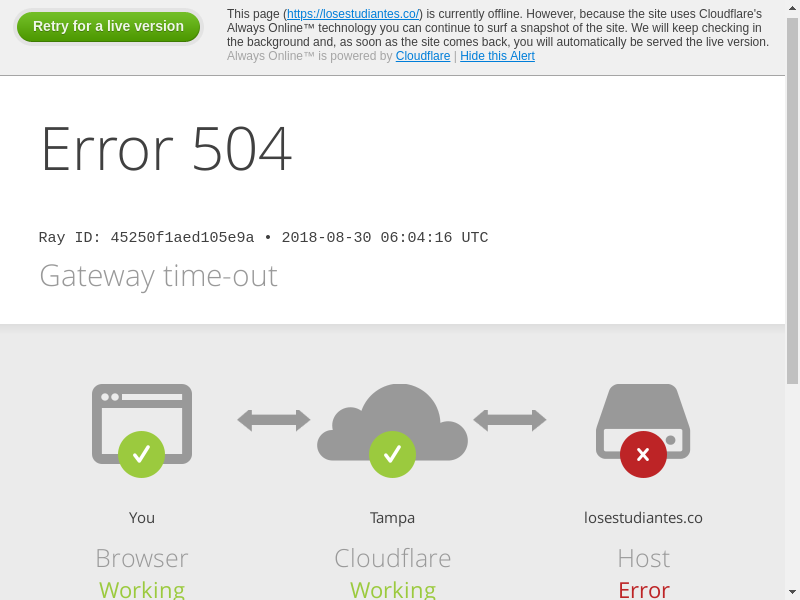 Retry for a live version
This page (https://losestudiantes.co/) is currently offline. However, because the site uses Cloudflare's
Always Online™ technology you can continue to surf a snapshot of the site. We will keep checking in
the background and, as soon as the site comes back, you will automatically be served the live version.
Always Online™ is powered by Cloudflare | Hide this Alert
Error 504
Ray ID: 45250f1aed105e9a • 2018-08-30 06:04:16 UTC
Gateway time-out
You Tampa losestudiantes.co
Browser Cloudflare Host
Working Working Error